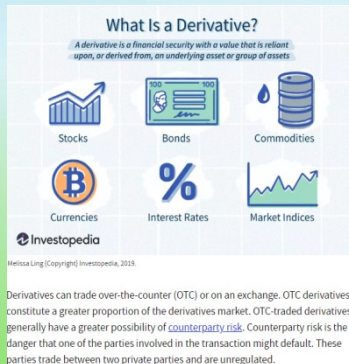 What Is a Derivative?
A derivative is a financial security with a value that is reliant
upon, or derived from, an underlying asset or group of assets
100 100
Stocks Bonds Commodities
Currencies Interest Rates Market Indices
Investopedia
Melissa Ling {Copyright} Investopedia, 2019.
Derivatives can trade over-the-counter (OTC) or on an exchange. OTC derivatives
constitute a greater proportion of the derivatives market. OTC-traded derivatives
generally have a greater possibility of counterparty risk. Counterparty risk is the
danger that one of the parties involved in the transaction might default. These
parties trade between two private parties and are unregulated.